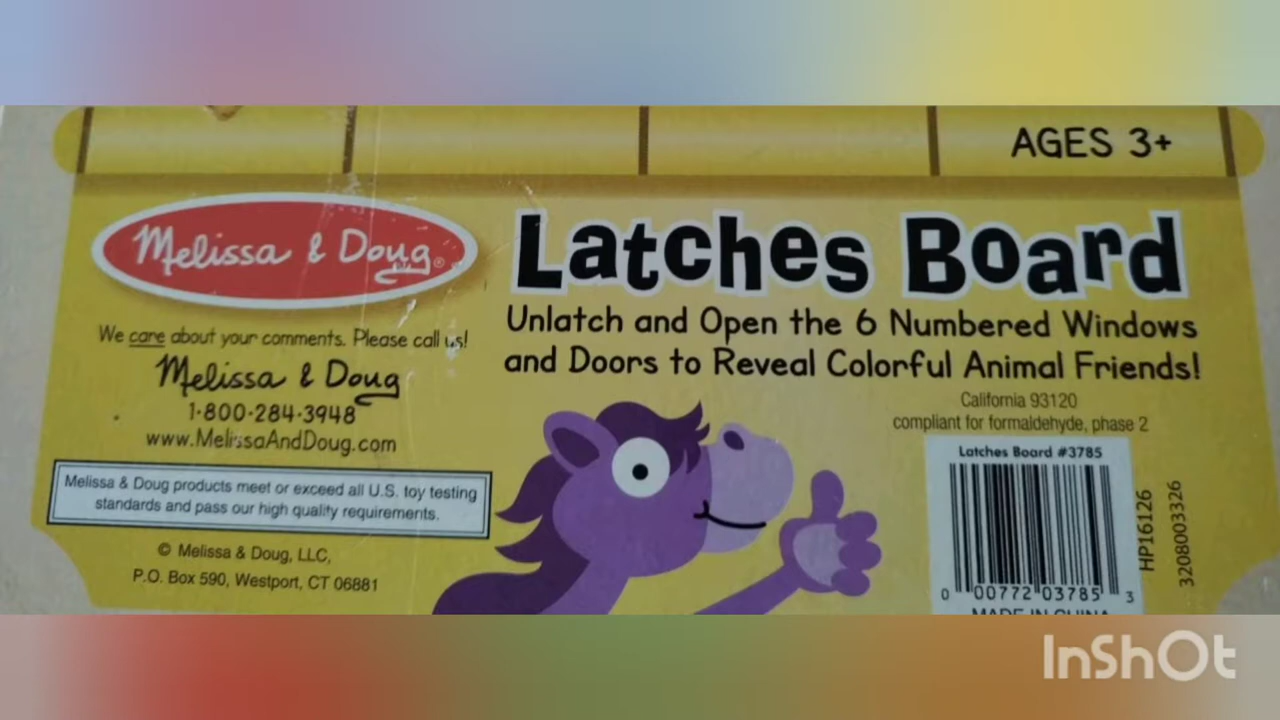 AGES 3+
Melissa & Doug®
Latches Board
Unlatch and Open the 6 Numbered Windows
and Doors to Reveal Colorful Animal Friends!
We care about your comments. Please call us!
Melissa & Doug
1-800-284-3948
www.MelissaAndDoug.com
Melissa & Doug products meet or exceed all U.S. toy testing
standards and pass our high quality requirements.
© Melissa & Doug, LLC,
P.O. Box 590, Westport, CT 06881
California 93120
compliant for formaldehyde, phase 2
Latches Board #3785
0 00772 03785 3
HP16126
3208003326
MADE IN CHINA
InShOt